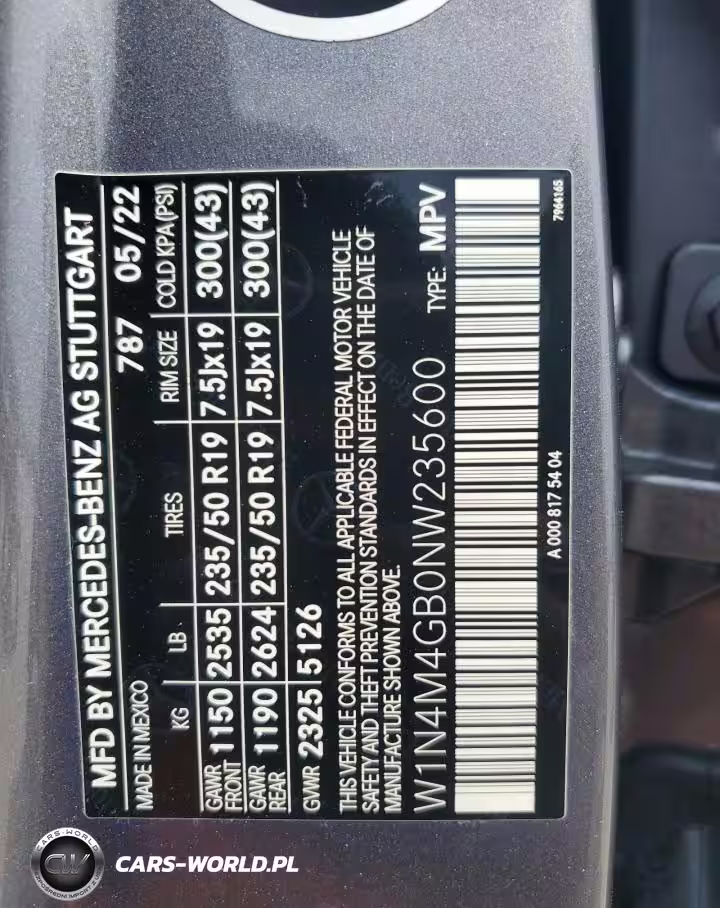 MFD BY MERCEDES-BENZ AG STUTTGART
MADE IN MEXICO 787 05/22
KG LB TIRES RIM SIZE COLD KPA(PSI)
GAWR FRONT 1150 2535 235/50 R19 7.5Jx19 300(43)
GAWR REAR 1190 2624 235/50 R19 7.5Jx19 300(43)
GVWR 2325 5126
THIS VEHICLE CONFORMS TO ALL APPLICABLE FEDERAL MOTOR VEHICLE
SAFETY AND THEFT PREVENTION STANDARDS IN EFFECT ON THE DATE OF
MANUFACTURE SHOWN ABOVE.
W1N4M4GB0NW235600 TYPE: MPV
A 000 817 54 04 7964165
CARS-WORLD
CW
CARS-WORLD.PL